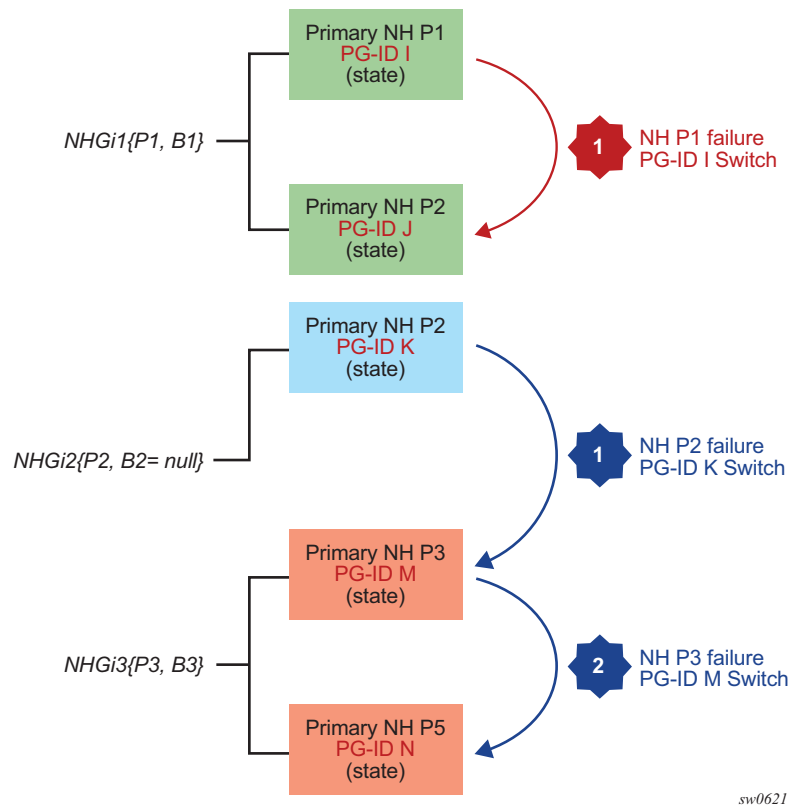 Primary NH P1
PG-ID I
(state)
NHGi1{P1, B1}
1
NH P1 failure
PG-ID I Switch
Primary NH P2
PG-ID J
(state)
Primary NH P2
PG-ID K
(state)
NHGi2{P2, B2= null}
1
NH P2 failure
PG-ID K Switch
Primary NH P3
PG-ID M
(state)
NHGi3{P3, B3}
2
NH P3 failure
PG-ID M Switch
Primary NH P5
PG-ID N
(state)
sw0621